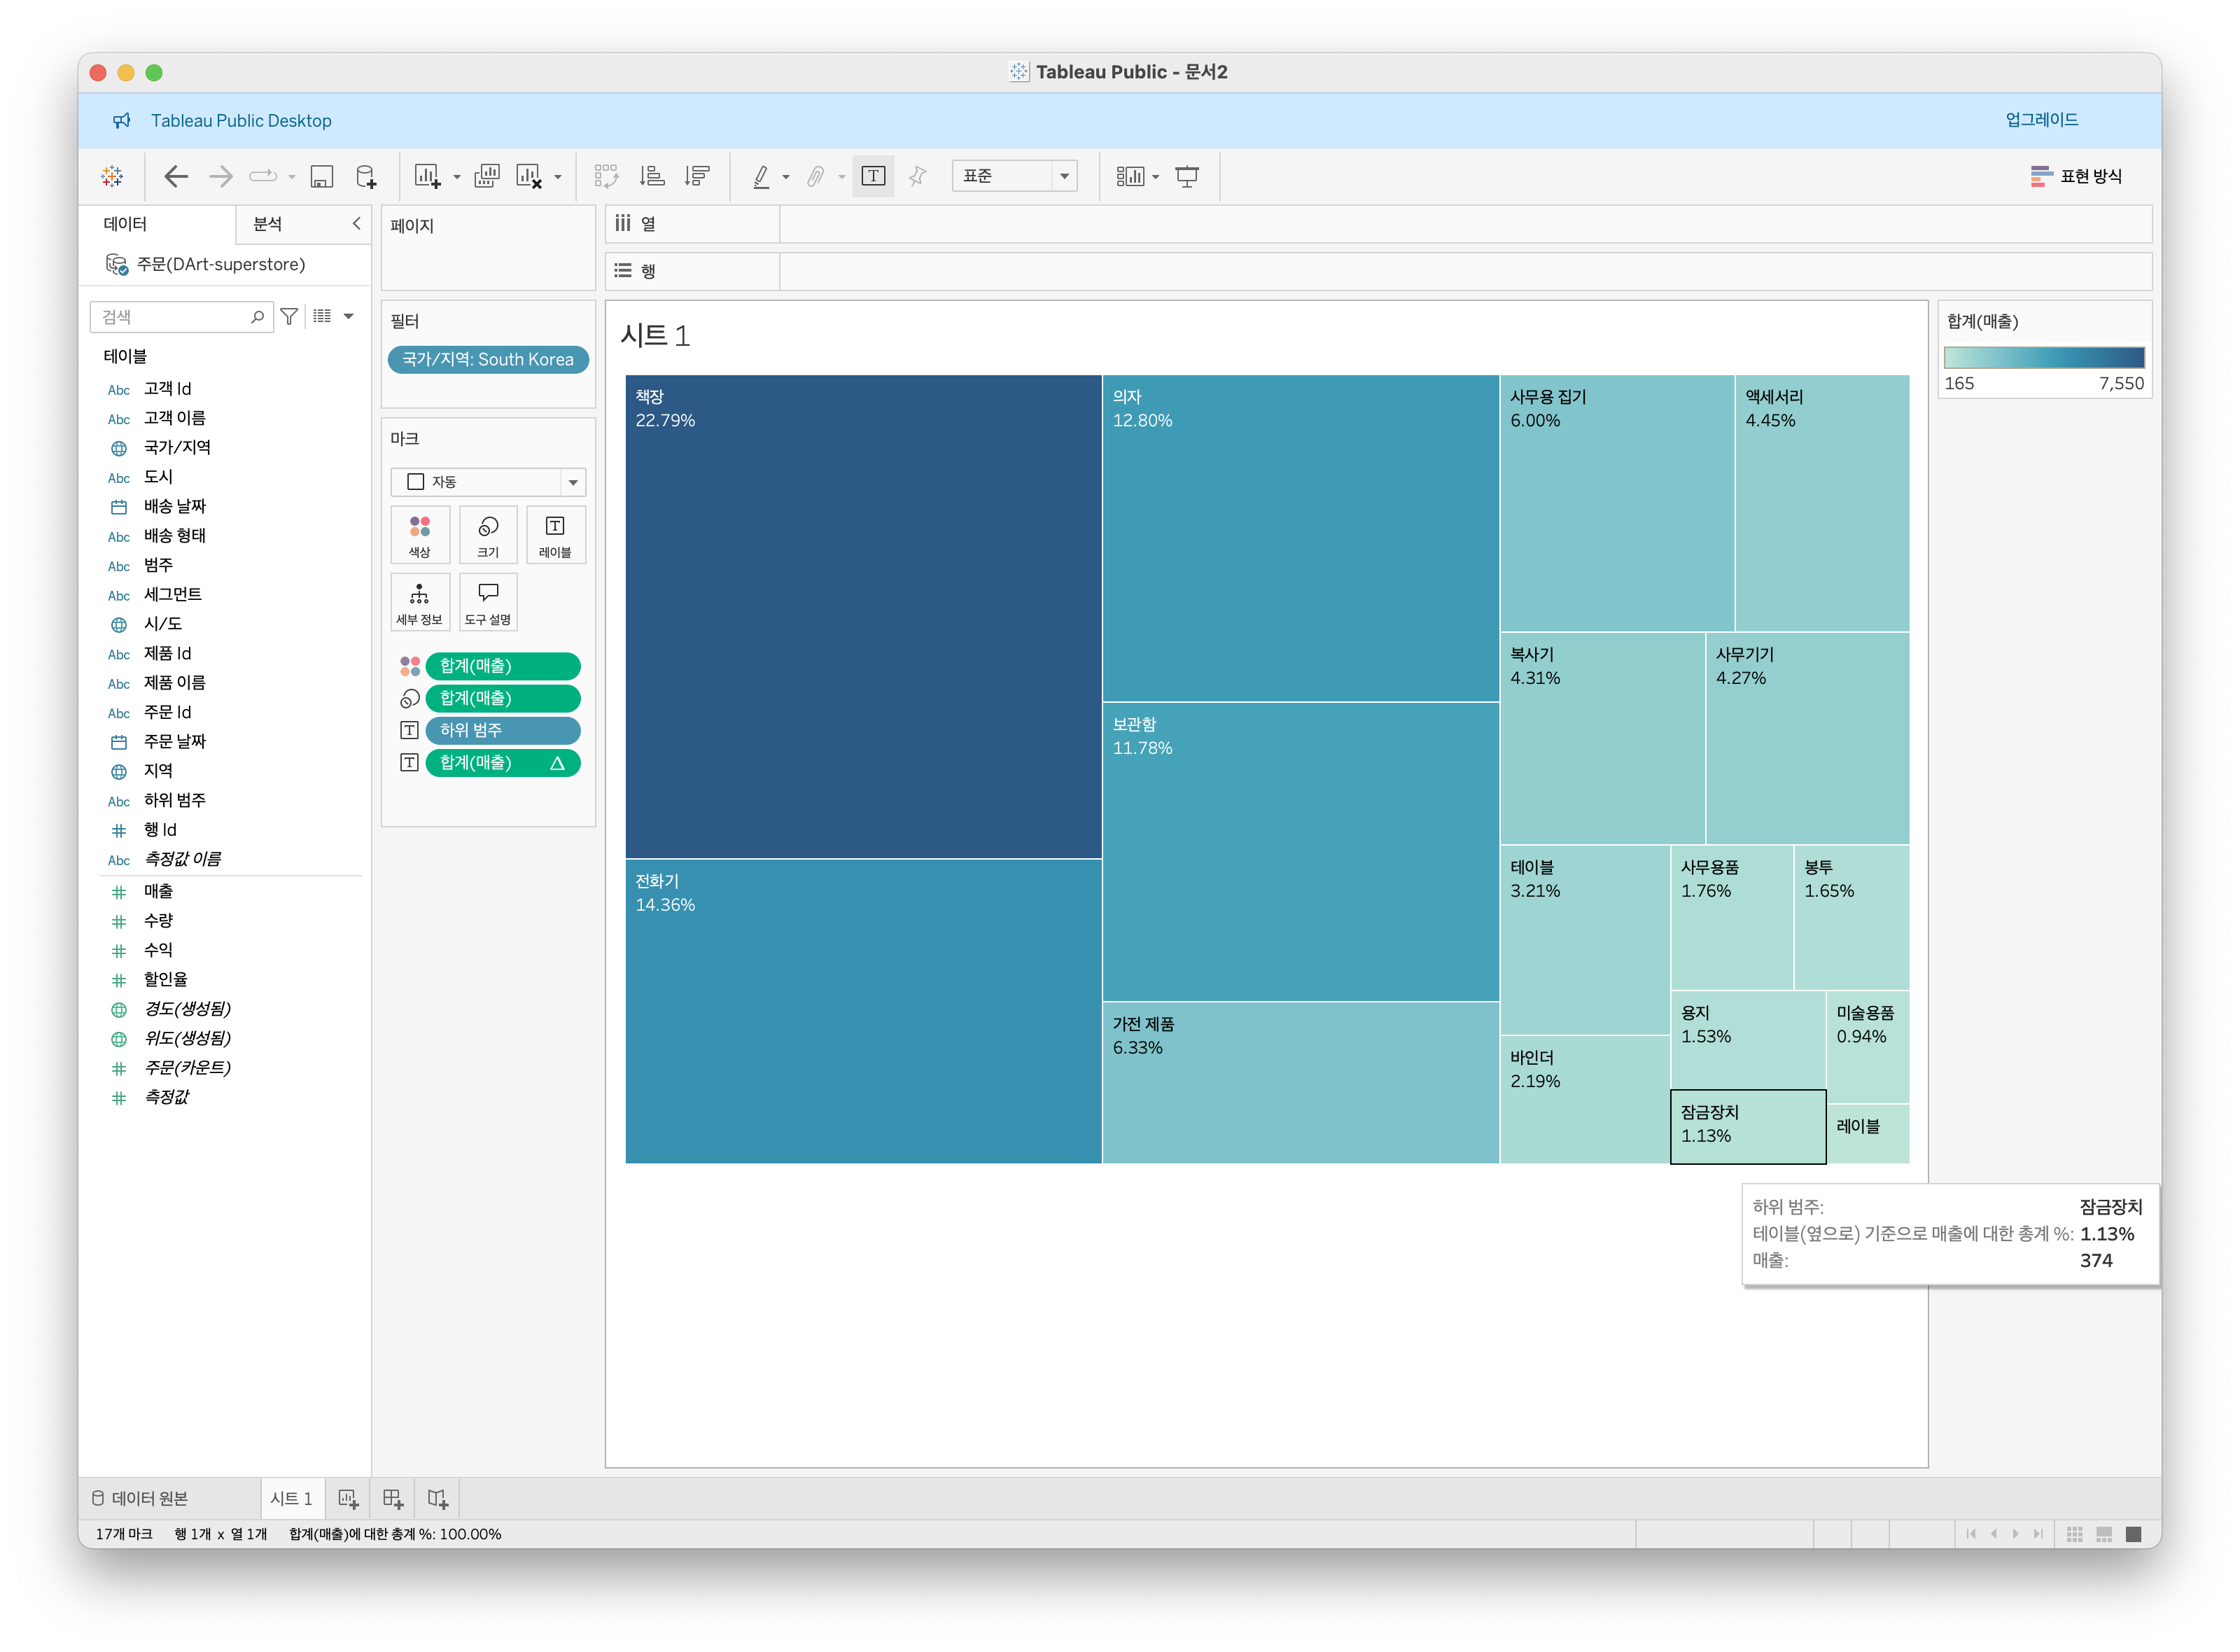 Tableau Public - 문서2
Tableau Public Desktop
업그레이드
표준
표현 방식
데이터
분석
주문(DArt-superstore)
검색
테이블
Abc 고객 Id
Abc 고객 이름
국가/지역
Abc 도시
배송 날짜
Abc 배송 형태
Abc 범주
Abc 세그먼트
시/도
Abc 제품 Id
Abc 제품 이름
Abc 주문 Id
주문 날짜
지역
Abc 하위 범주
행 Id
Abc 측정값 이름
매출
수량
수익
할인율
경도(생성됨)
위도(생성됨)
주문(카운트)
측정값
페이지
필터
국가/지역: South Korea
마크
자동
색상
크기
레이블
세부 정보
도구 설명
합계(매출)
합계(매출)
하위 범주
합계(매출)
열
행
시트 1
책장
22.79%
전화기
14.36%
의자
12.80%
보관함
11.78%
가전 제품
6.33%
사무용 집기
6.00%
액세서리
4.45%
복사기
4.31%
사무기기
4.27%
테이블
3.21%
사무용품
1.76%
봉투
1.65%
바인더
2.19%
용지
1.53%
미술용품
0.94%
잠금장치
1.13%
레이블
합계(매출)
165 7,550
하위 범주: 잠금장치
테이블(옆으로) 기준으로 매출에 대한 총계 %: 1.13%
매출: 374
데이터 원본
시트 1
17개 마크 행 1개 x 열 1개 합계(매출)에 대한 총계 %: 100.00%